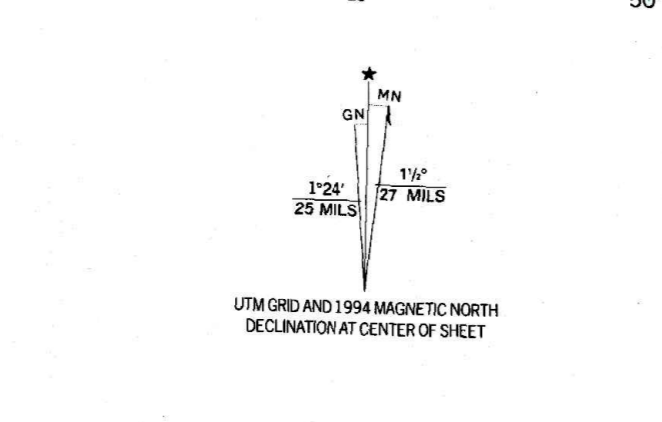 50
MN
GN
1½°
1°24'
27 MILS
25 MILS
UTM GRID AND 1994 MAGNETIC NORTH
DECLINATION AT CENTER OF SHEET